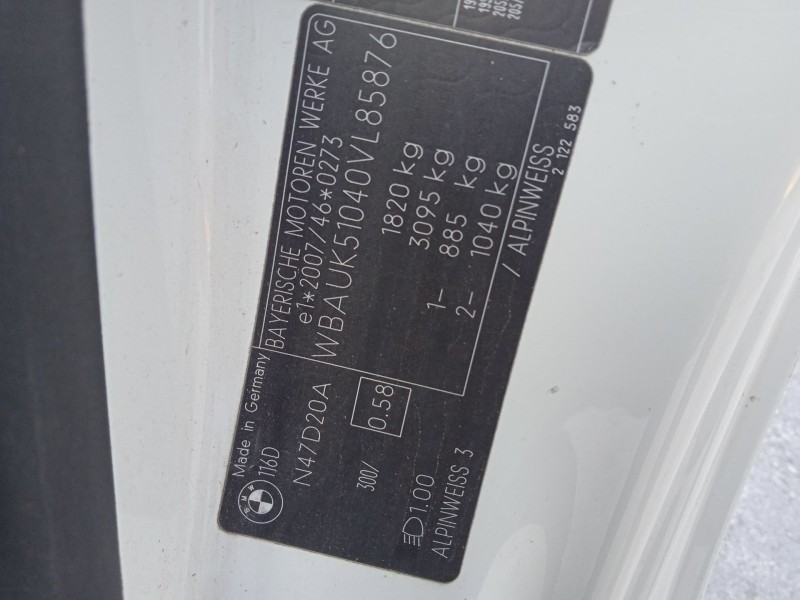 Made in Germany
BMW
116D
BAYERISCHE MOTOREN WERKE AG
e1*2007/46*0273
WBAUK51040VL85876
N47D20A
1820 kg
3095 kg
300/ 0.58
1– 885 kg
2– 1040 kg
1.00
ALPINWEISS 3
/ ALPINWEISS
2 122 583